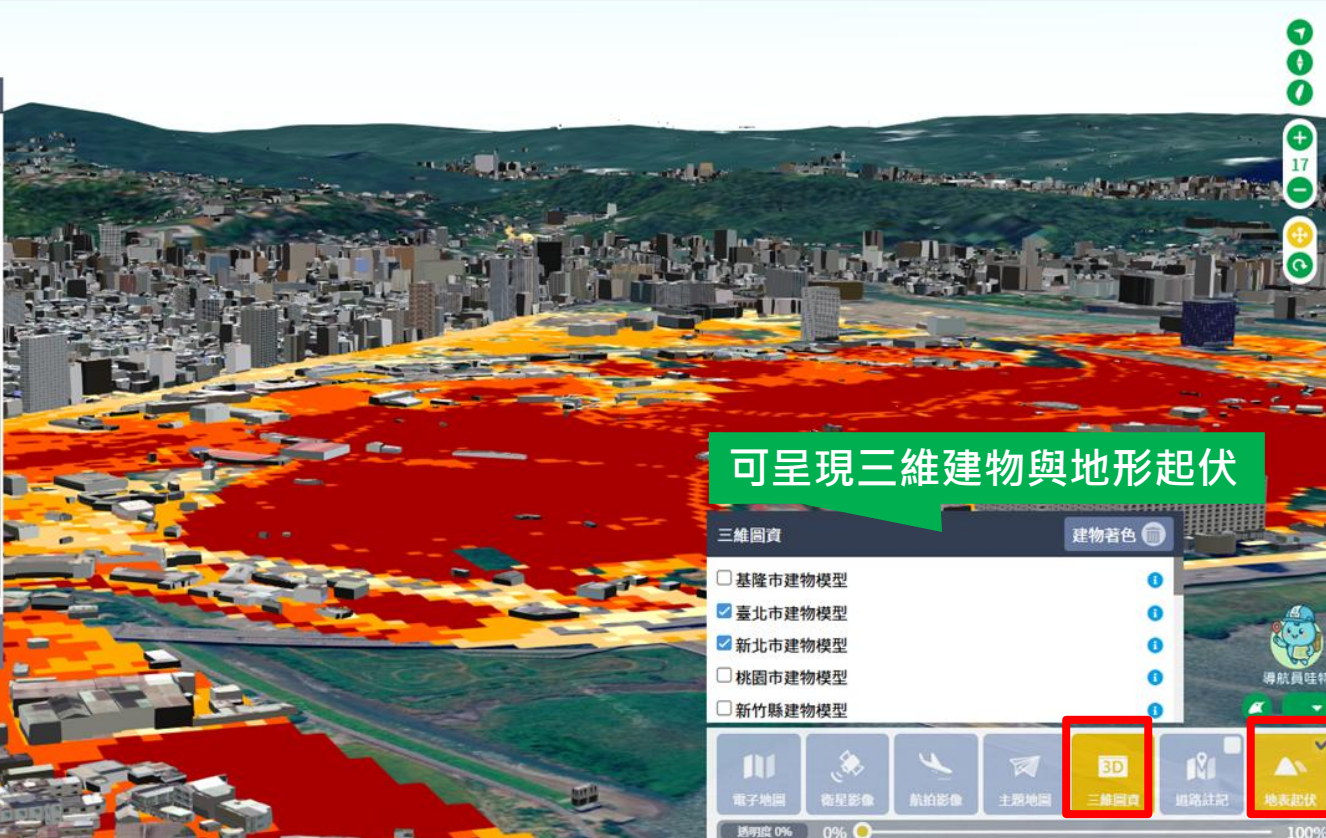 17
可呈現三維建物與地形起伏
三維圖資
建物著色
基隆市建物模型
臺北市建物模型
新北市建物模型
桃園市建物模型
新竹縣建物模型
導航員哇特
電子地圖
衛星影像
航拍影像
主題地圖
3D
三維圖資
道路註記
地表起伏
透明度 0%
0%
100%